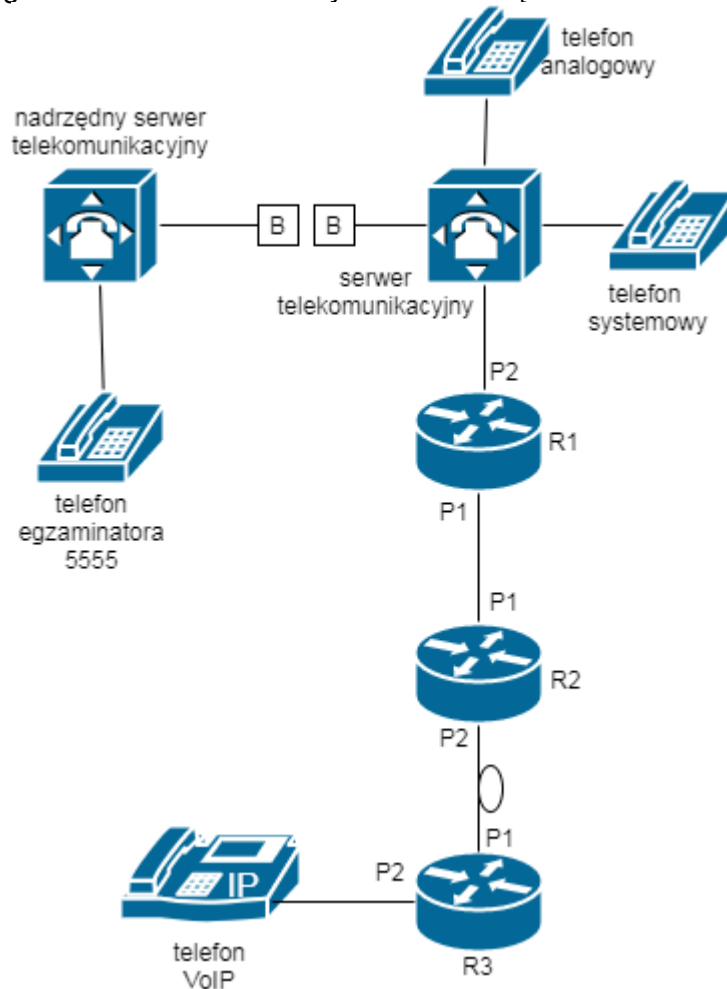 telefon
analogowy
nadrzędny serwer
telekomunikacyjny
B
B
serwer
telekomunikacyjny
telefon
systemowy
P2
R1
telefon
egzaminatora
5555
P1
P1
R2
P2
P1
IP
P2
telefon
VoIP
R3